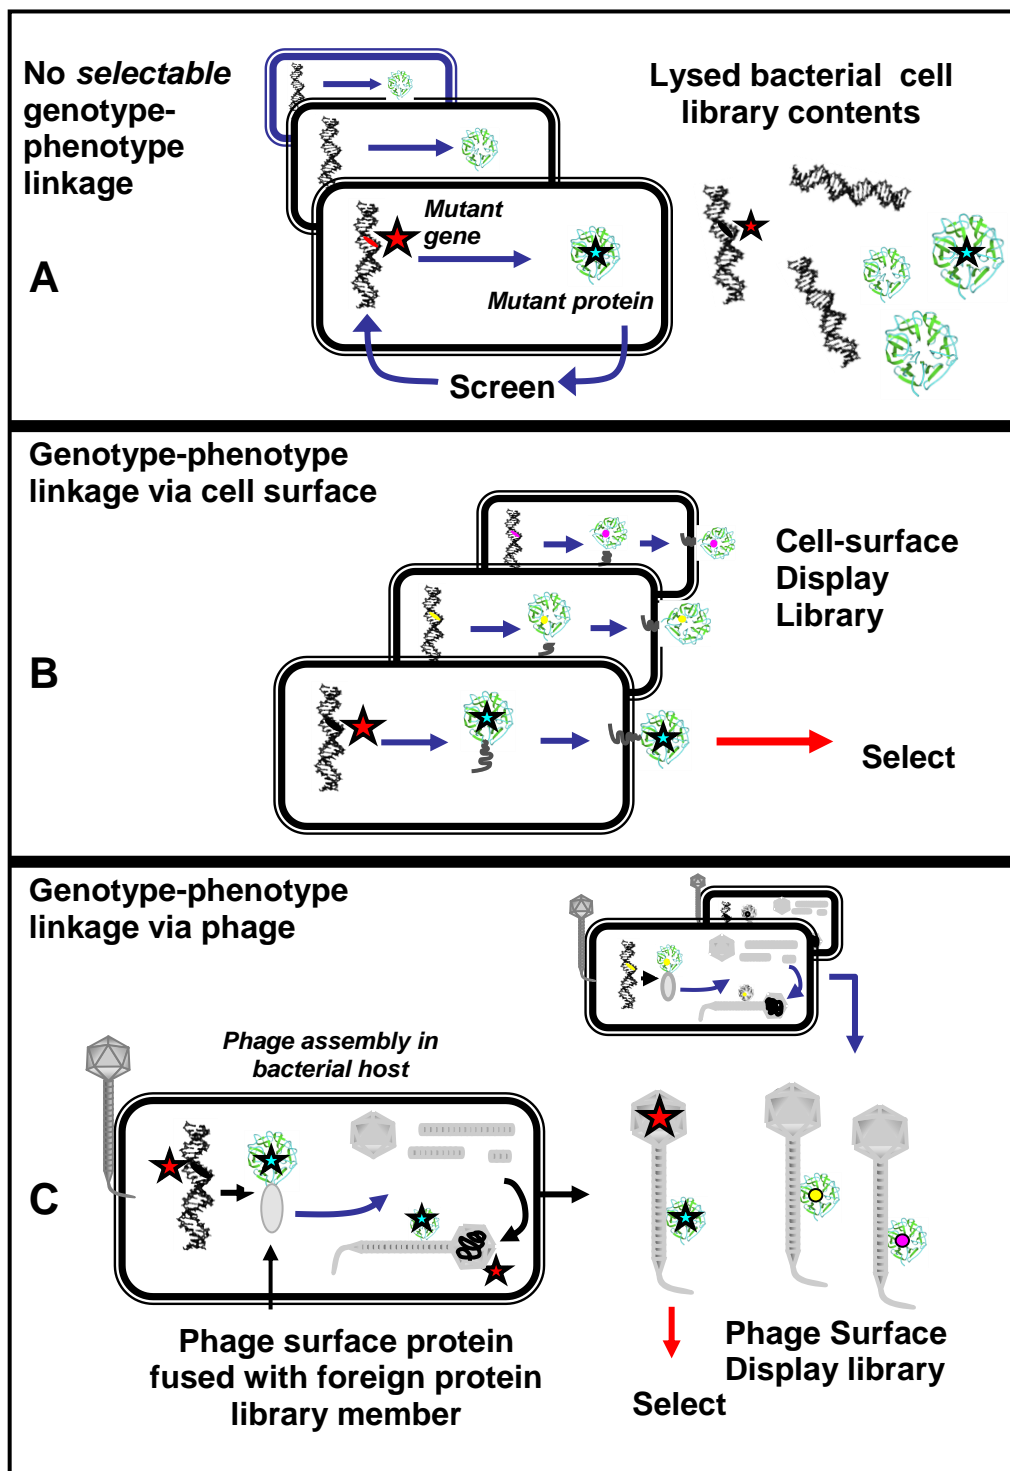 No selectable
genotype-
phenotype
linkage
A
Mutant
gene
Mutant protein
Screen
Lysed bacterial cell
library contents
Genotype-phenotype
linkage via cell surface
B
Cell-surface
Display
Library
Select
Genotype-phenotype
linkage via phage
C
Phage assembly in
bacterial host
Phage surface protein
fused with foreign protein
library member
Select
Phage Surface
Display library